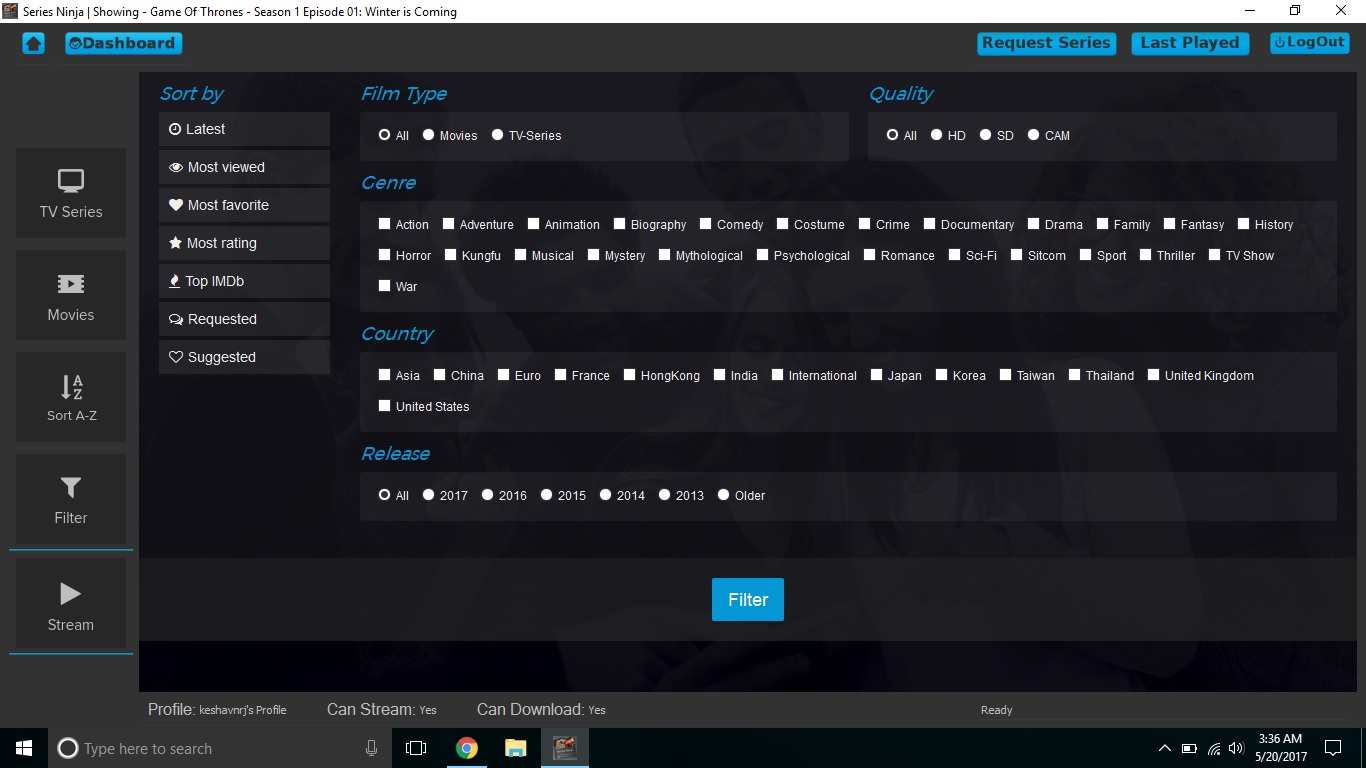 Series Ninja | Showing - Game Of Thrones - Season 1 Episode 01: Winter is Coming
Dashboard
Request Series
Last Played
LogOut
TV Series
Movies
Sort A-Z
Filter
Stream
Sort by
Latest
Most viewed
Most favorite
Most rating
Top IMDb
Requested
Suggested
Film Type
All Movies TV-Series
Quality
All HD SD CAM
Genre
Action Adventure Animation Biography Comedy Costume Crime Documentary Drama Family Fantasy History
Horror Kungfu Musical Mystery Mythological Psychological Romance Sci-Fi Sitcom Sport Thriller TV Show
War
Country
Asia China Euro France HongKong India International Japan Korea Taiwan Thailand United Kingdom
United States
Release
All 2017 2016 2015 2014 2013 Older
Filter
Profile: keshavnrj's Profile Can Stream: Yes Can Download: Yes Ready
Type here to search
3:36 AM
5/20/2017